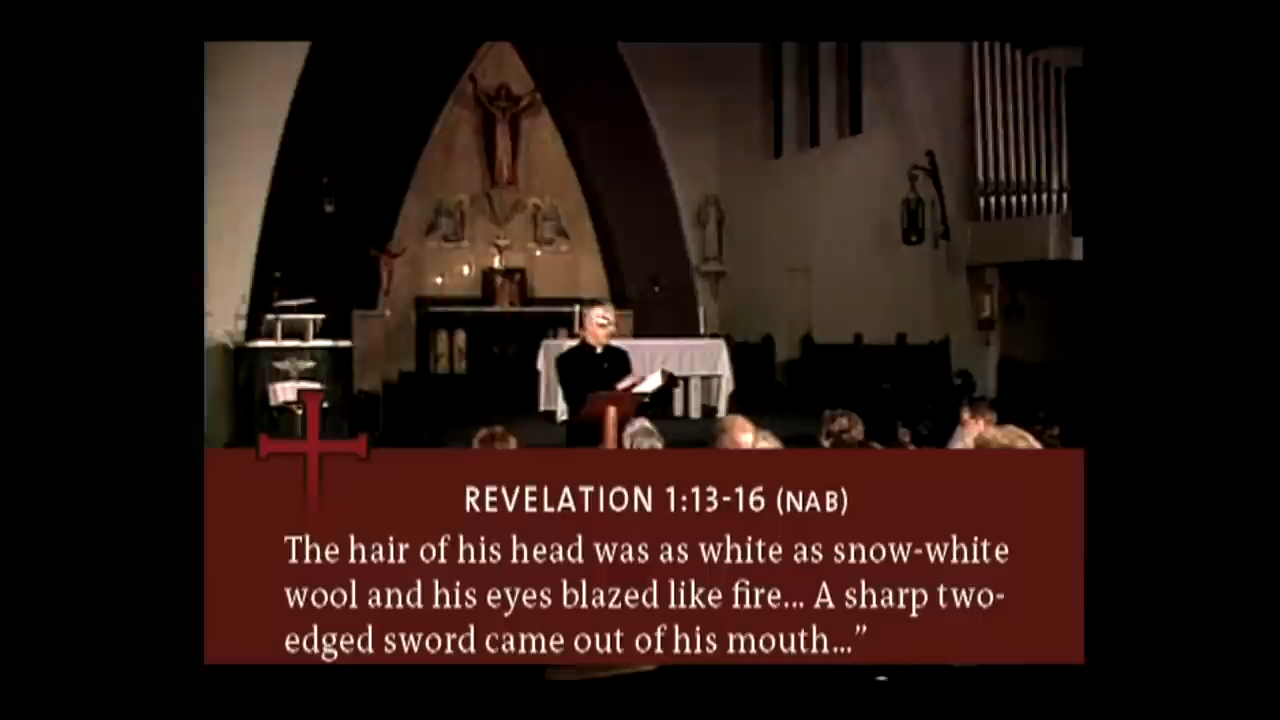 REVELATION 1:13-16 (NAB)
The hair of his head was as white as snow-white
wool and his eyes blazed like fire... A sharp two-
edged sword came out of his mouth...”